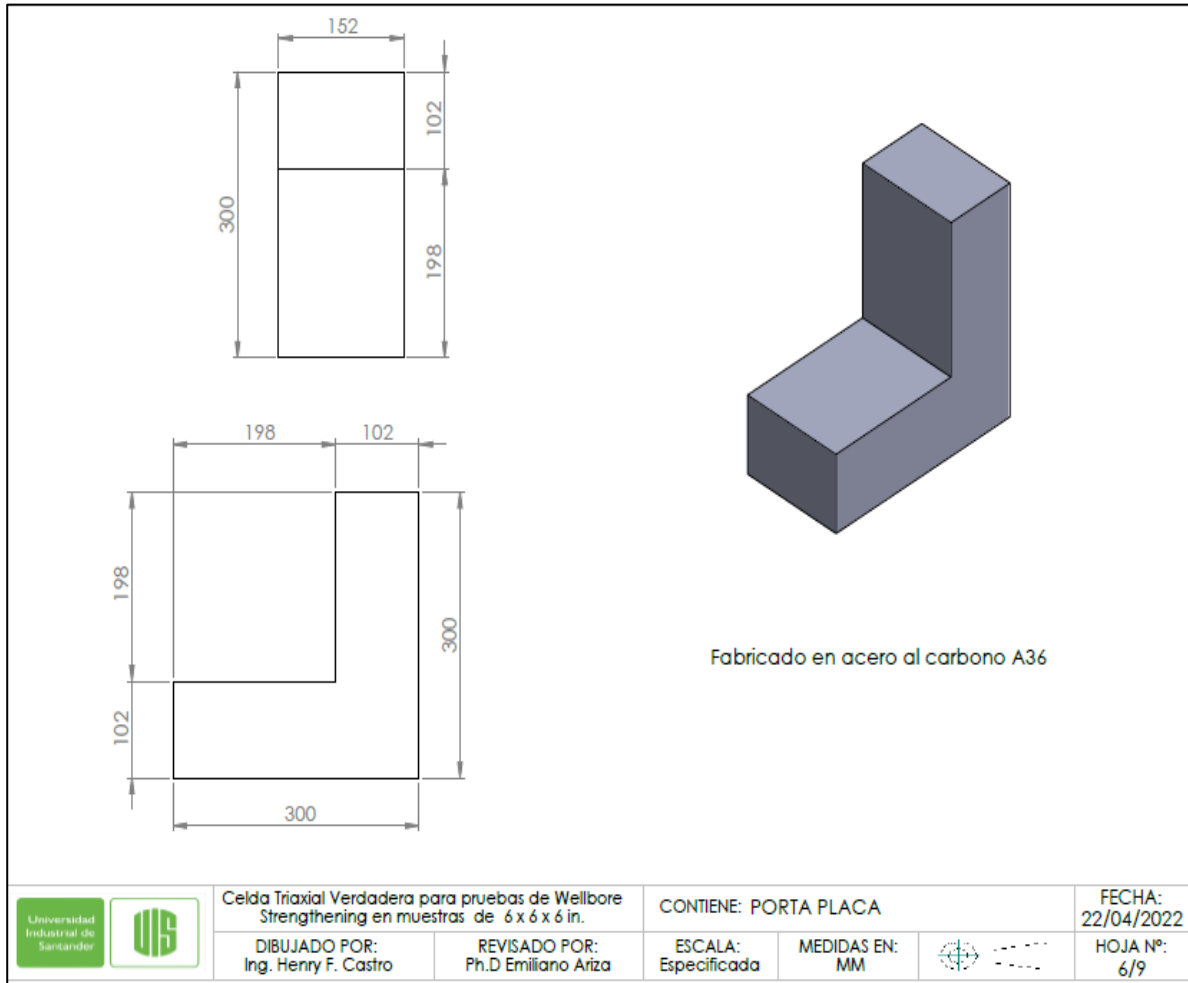 152
300
102
198
198
102
198
102
300
300
Fabricado en acero al carbono A36
Universidad
Industrial de
Santander
UIS
Celda Triaxial Verdadera para pruebas de Wellbore
Strengthening en muestras de 6 x 6 x 6 in.
CONTIENE: PORTA PLACA
FECHA:
22/04/2022
DIBUJADO POR:
Ing. Henry F. Castro
REVISADO POR:
Ph.D Emiliano Ariza
ESCALA:
Especificada
MEDIDAS EN:
MM
HOJA Nº:
6/9